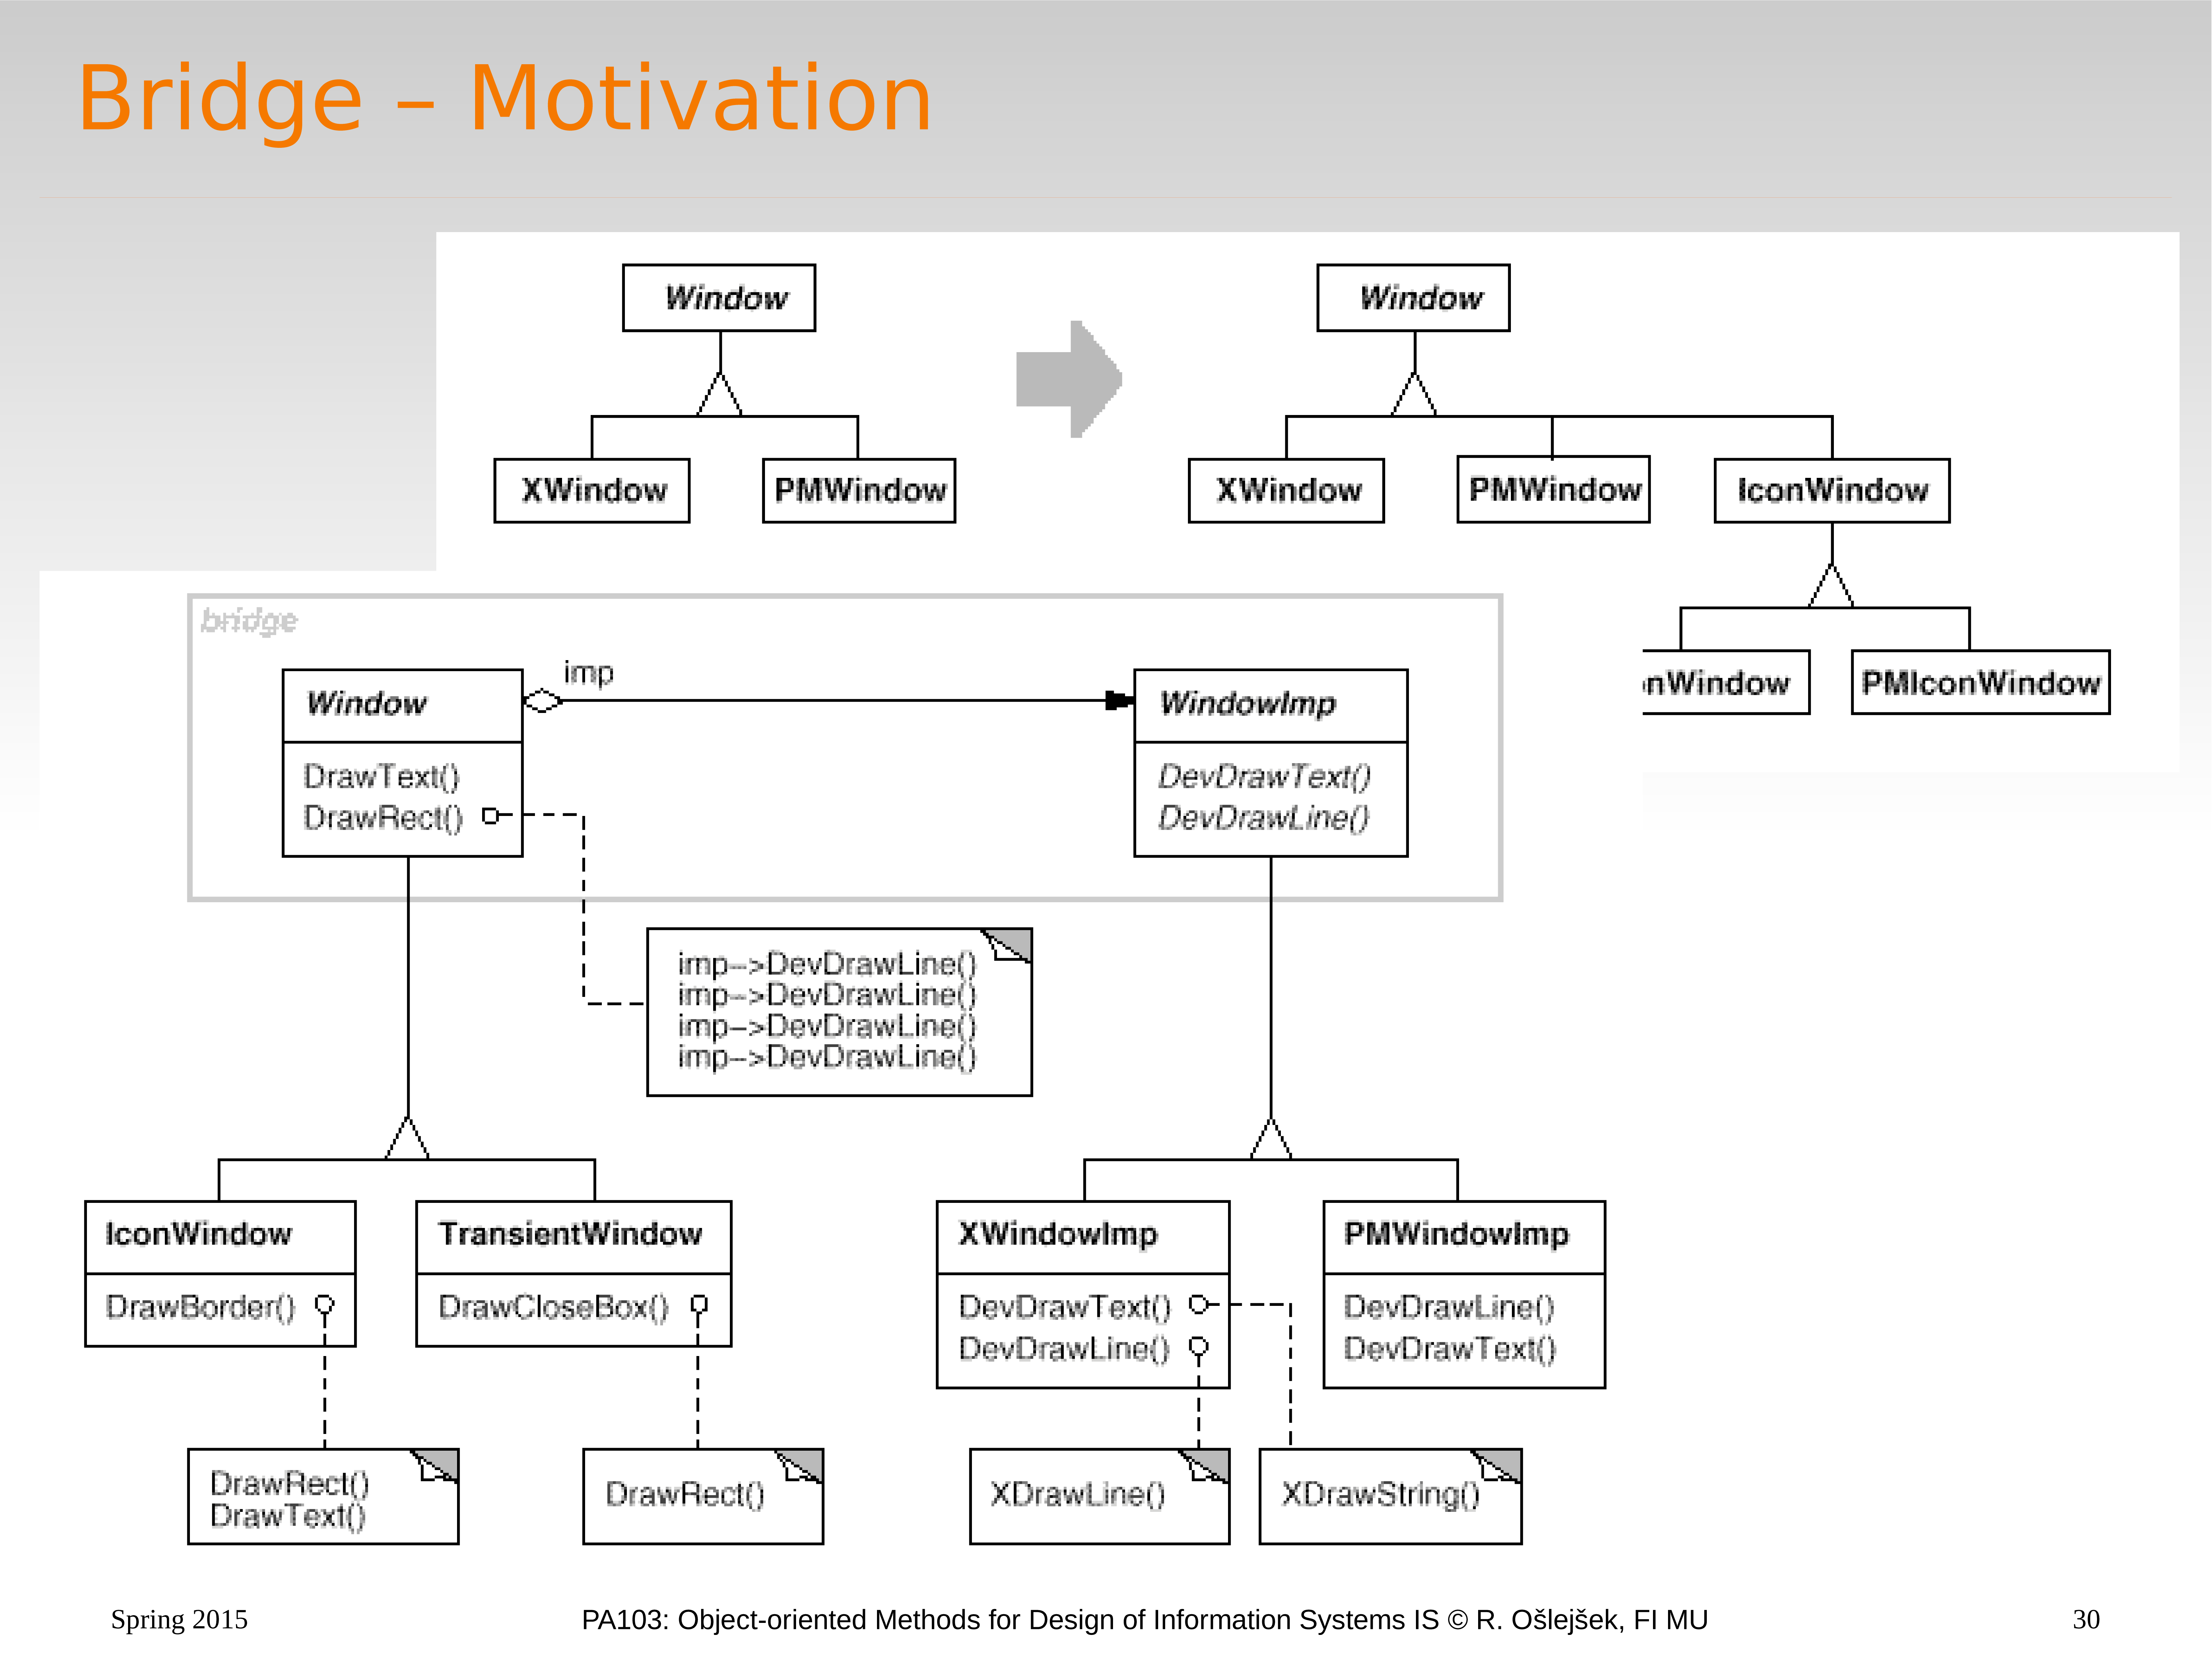 Bridge – Motivation
Window
Window
XWindow
PMWindow
XWindow
PMWindow
IconWindow
PMIconWindow
bridge
imp
Window
DrawText()
DrawRect()
WindowImp
DevDrawText()
DevDrawLine()
imp–>DevDrawLine()
imp–>DevDrawLine()
imp–>DevDrawLine()
imp–>DevDrawLine()
IconWindow
DrawBorder()
TransientWindow
DrawCloseBox()
XWindowImp
DevDrawText()
DevDrawLine()
PMWindowImp
DevDrawLine()
DevDrawText()
DrawRect()
DrawText()
DrawRect()
XDrawLine()
XDrawString()
Spring 2015
PA103: Object-oriented Methods for Design of Information Systems IS © R. Ošlejšek, FI MU
30